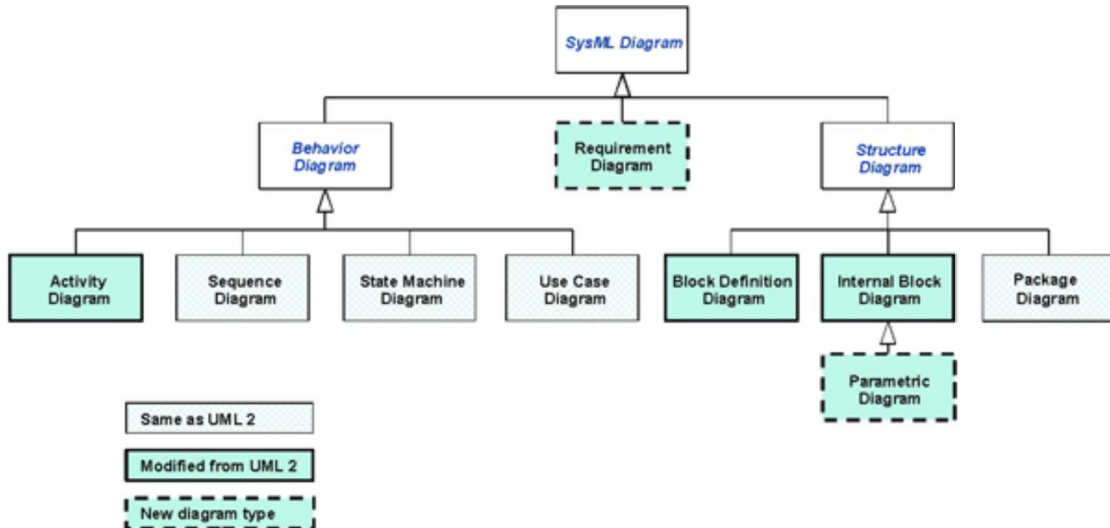 SysML Diagram
Behavior
Diagram
Requirement
Diagram
Structure
Diagram
Activity
Diagram
Sequence
Diagram
State Machine
Diagram
Use Case
Diagram
Block Definition
Diagram
Internal Block
Diagram
Package
Diagram
Parametric
Diagram
Same as UML 2
Modified from UML 2
New diagram type